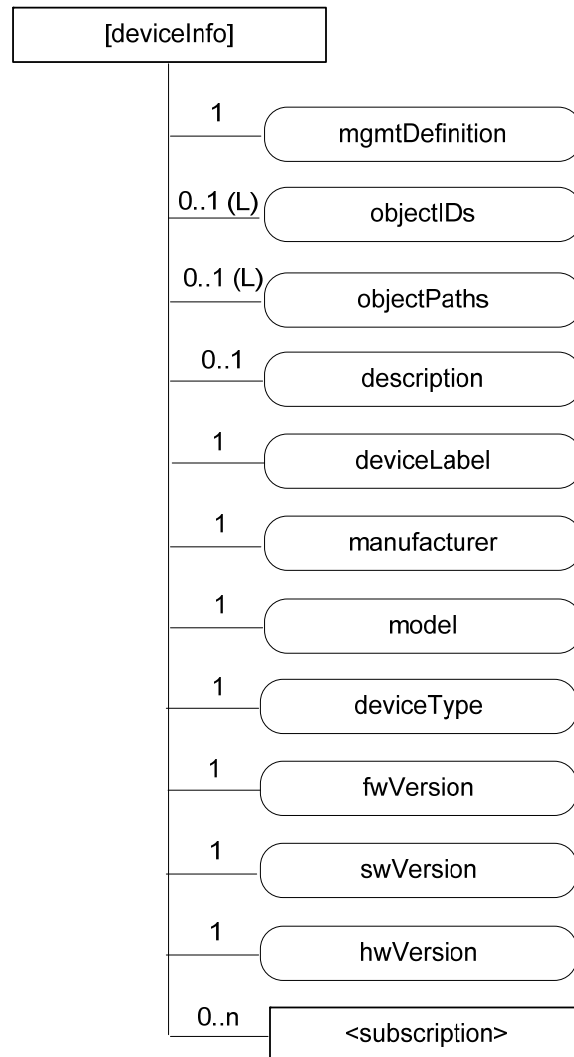 [deviceInfo]
1
mgmtDefinition
0..1 (L)
objectIDs
0..1 (L)
objectPaths
0..1
description
1
deviceLabel
1
manufacturer
1
model
1
deviceType
1
fwVersion
1
swVersion
1
hwVersion
0..n
<subscription>